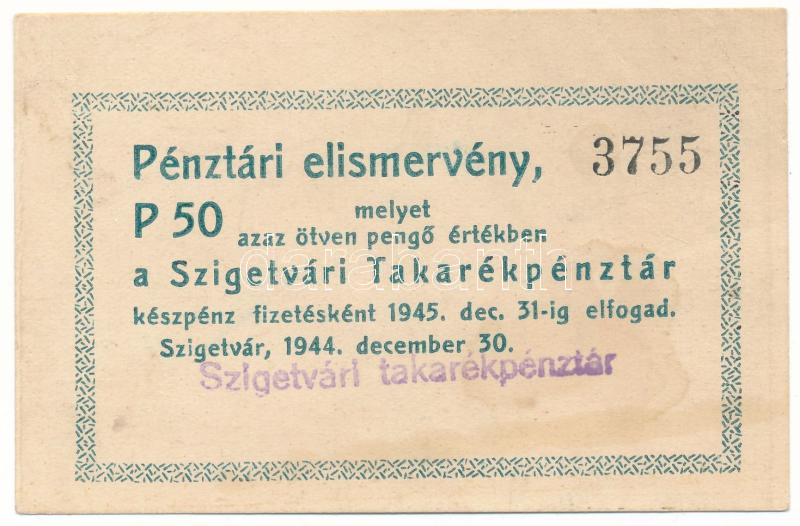 Pénztári elismervény, 3755
P 50 melyet
azaz ötven pengő értékben
a Szigetvári Takarékpénztár
készpénz fizetésként 1945. dec. 31-ig elfogad.
Szigetvár, 1944. december 30.
Szigetvári takarékpénztár
darabanth